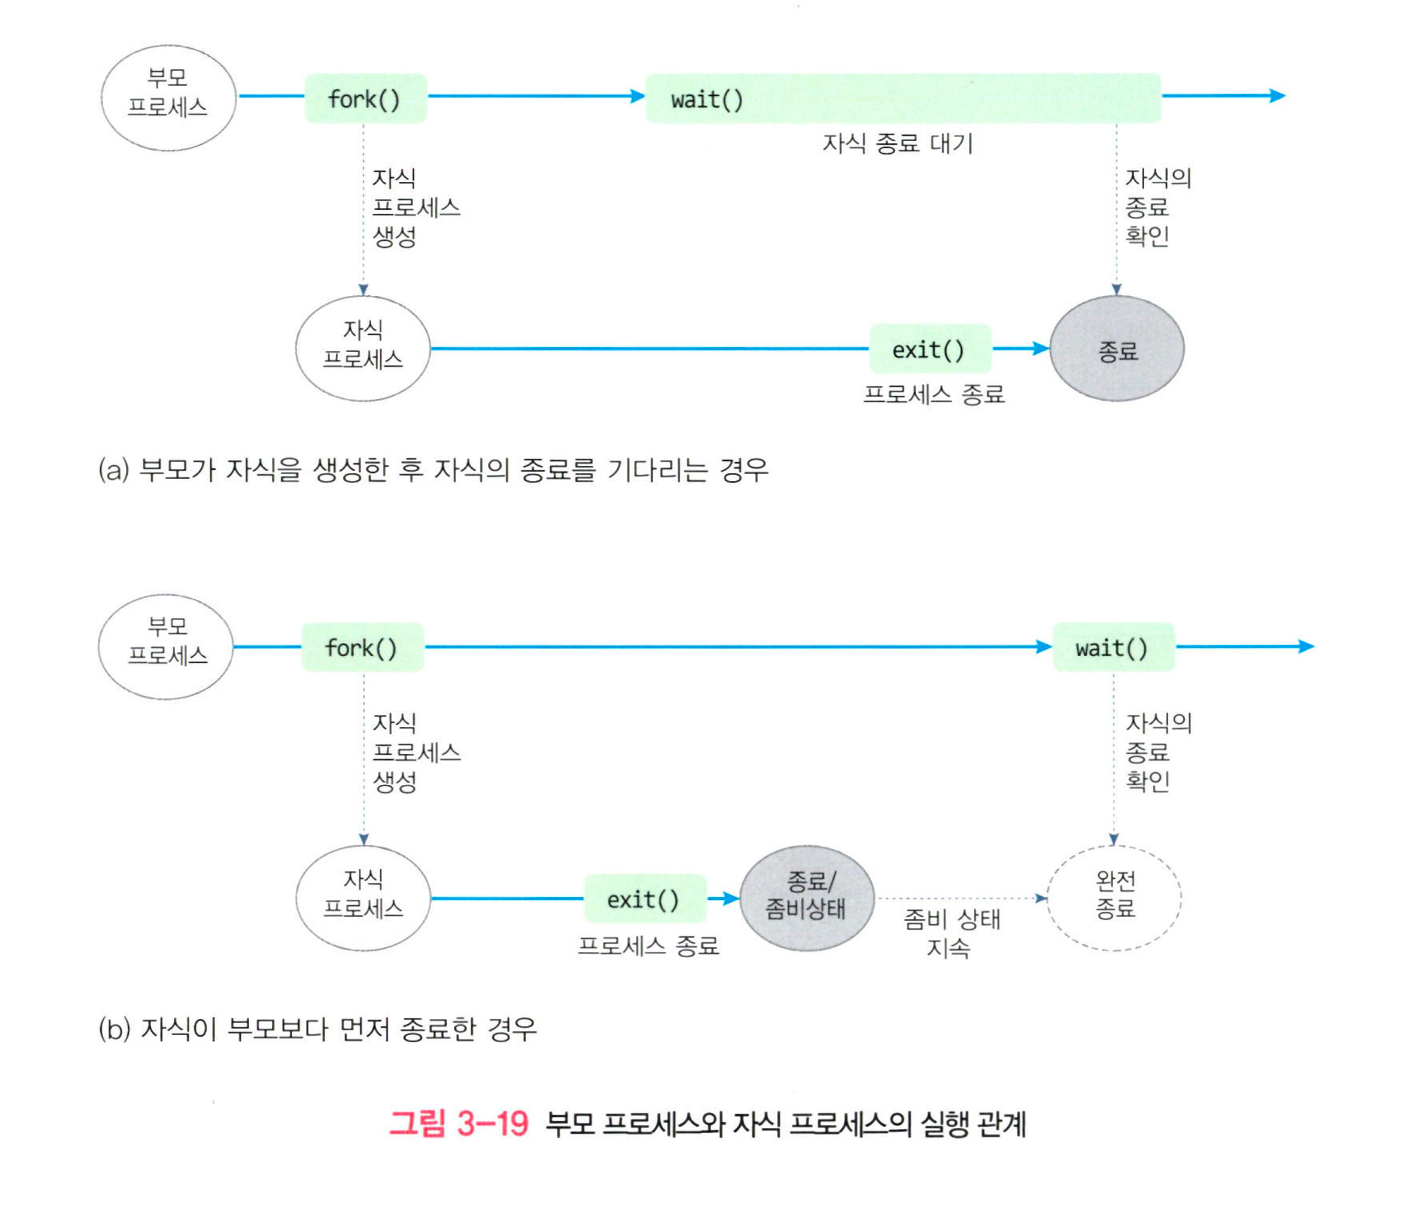 부모
프로세스
fork()
wait()
자식 종료 대기
자식
프로세스
생성
자식의
종료
확인
자식
프로세스
exit()
종료
프로세스 종료
(a) 부모가 자식을 생성한 후 자식의 종료를 기다리는 경우
부모
프로세스
fork()
wait()
자식
프로세스
생성
자식의
종료
확인
자식
프로세스
exit()
종료/
좀비상태
완전
종료
프로세스 종료
좀비 상태
지속
(b) 자식이 부모보다 먼저 종료한 경우
그림 3-19 부모 프로세스와 자식 프로세스의 실행 관계